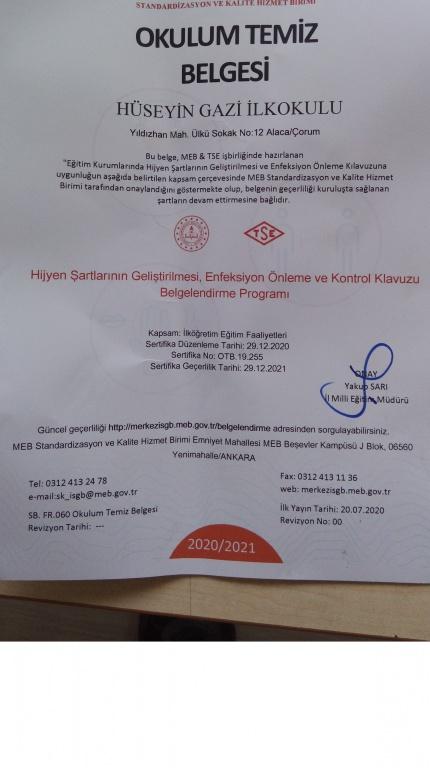 STANDARDİZASYON VE KALİTE HİZMET BİRİMİ
OKULUM TEMİZ
BELGESİ
HÜSEYİN GAZİ İLKOKULU
Yıldızhan Mah. Ülkü Sokak No:12 Alaca/Çorum
Bu belge, MEB & TSE işbirliğinde hazırlanan
"Eğitim Kurumlarında Hijyen Şartlarının Geliştirilmesi ve Enfeksiyon Önleme Kılavuzuna
uygunluğun aşağıda belirtilen kapsam çerçevesinde MEB Standardizasyon ve Kalite Hizmet
Birimi tarafından onaylandığını göstermekte olup, belgenin geçerliliği kuruluşta sağlanan
şartların devam ettirmesine bağlıdır.
TSE
Hijyen Şartlarının Geliştirilmesi, Enfeksiyon Önleme ve Kontrol Klavuzu
Belgelendirme Programı
Kapsam: İlköğretim Eğitim Faaliyetleri
Sertifika Düzenleme Tarihi: 29.12.2020
Sertifika No: OTB.19.255
Sertifika Geçerlilik Tarihi: 29.12.2021
ONAY
Yakup SARI
İl Milli Eğitim Müdürü
Güncel geçerliliği http://merkezisgb.meb.gov.tr/belgelendirme adresinden sorgulayabilirsiniz.
MEB Standardizasyon ve Kalite Hizmet Birimi Emniyet Mahallesi MEB Beşevler Kampüsü J Blok, 06560
Yenimahalle/ANKARA
Tel: 0312 413 24 78
Fax: 0312 413 11 36
e-mail:sk_isgb@meb.gov.tr
web: merkezisgb.meb.gov.tr
SB. FR.060 Okulum Temiz Belgesi
İlk Yayın Tarihi: 20.07.2020
Revizyon Tarihi: ---
Revizyon No: 00
2020/2021